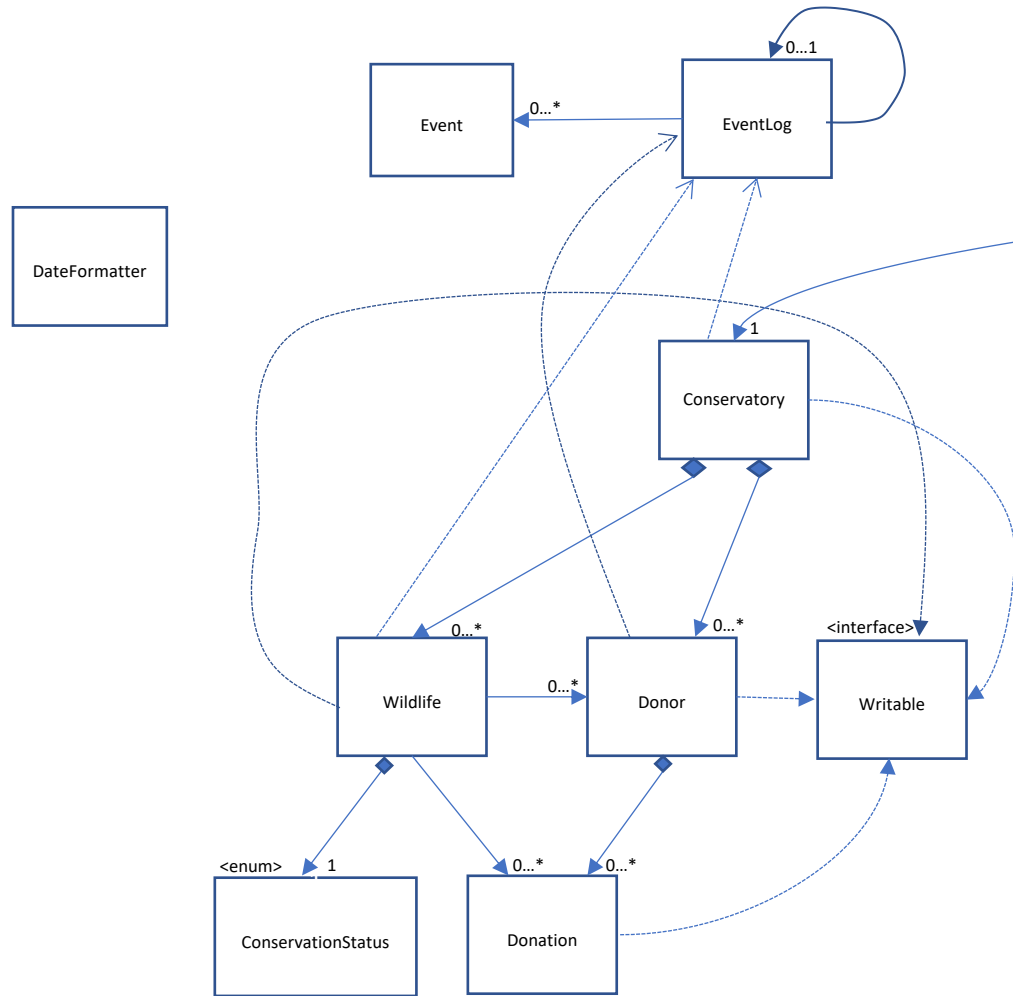 0...1
0...*
Event
EventLog
DateFormatter
1
Conservatory
0...*
0...*
<interface>
0...*
Wildlife
Donor
Writable
<enum>
1
0...*
0...*
ConservationStatus
Donation